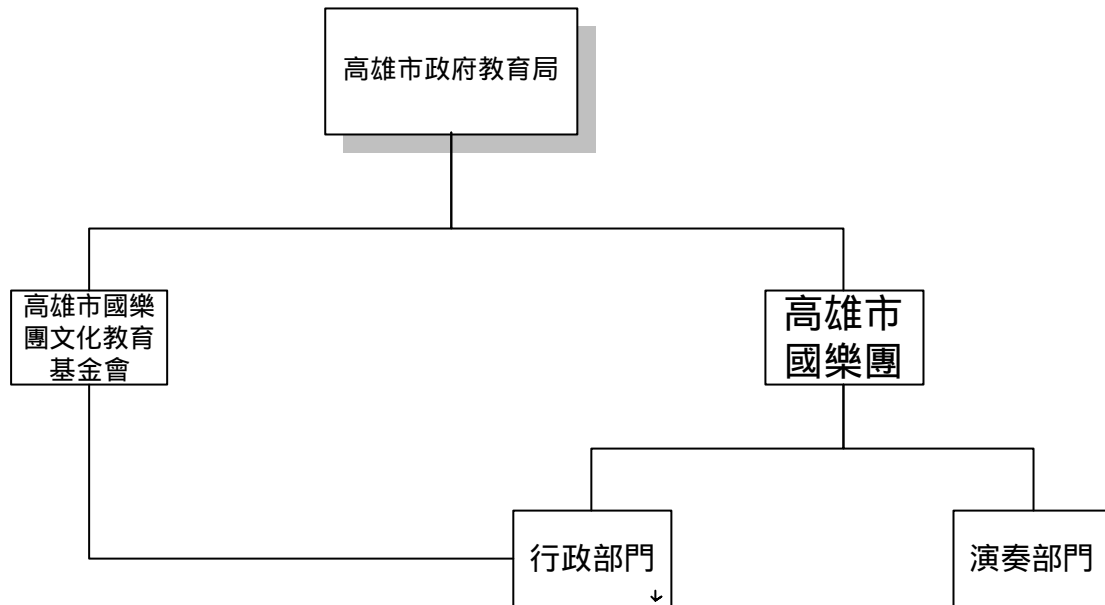 高雄市政府教育局
高雄市國樂
團文化教育
基金會
高雄市
國樂團
行政部門
演奏部門